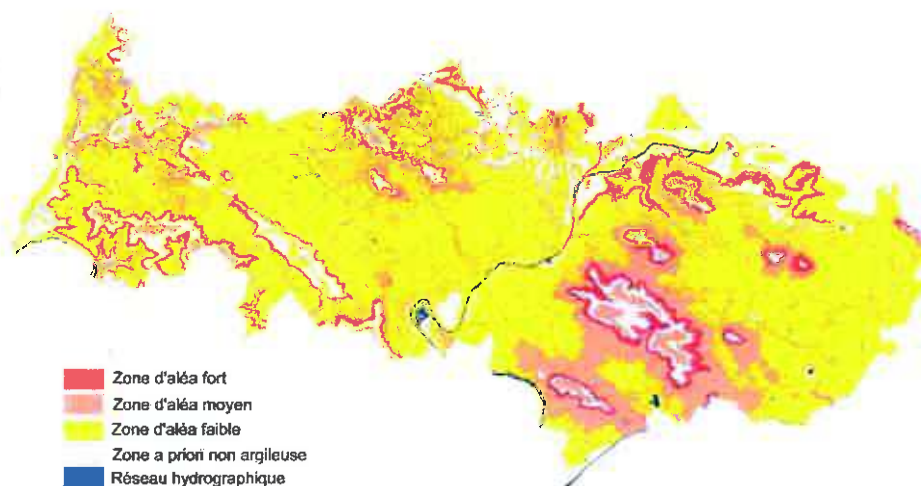 Zone d'aléa fort
Zone d'aléa moyen
Zone d'aléa faible
Zone a priori non argileuse
Réseau hydrographique